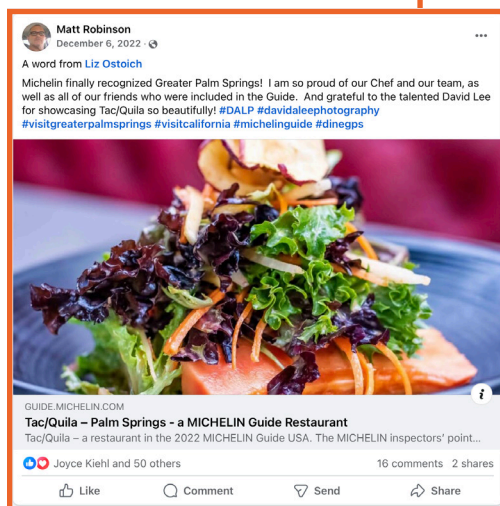 Matt Robinson
December 6, 2022 ·
A word from Liz Ostoich
Michelin finally recognized Greater Palm Springs! I am so proud of our Chef and our team, as
well as all of our friends who were included in the Guide. And grateful to the talented David Lee
for showcasing Tac/Quila so beautifully! #DALP #davidaleephotography
#visitgreaterpalmsprings #visitcalifornia #michelinguide #dinegps
i
GUIDE.MICHELIN.COM
Tac/Quila – Palm Springs - a MICHELIN Guide Restaurant
Tac/Quila – a restaurant in the 2022 MICHELIN Guide USA. The MICHELIN inspectors' point...
Joyce Kiehl and 50 others 16 comments 2 shares
Like Comment Send Share